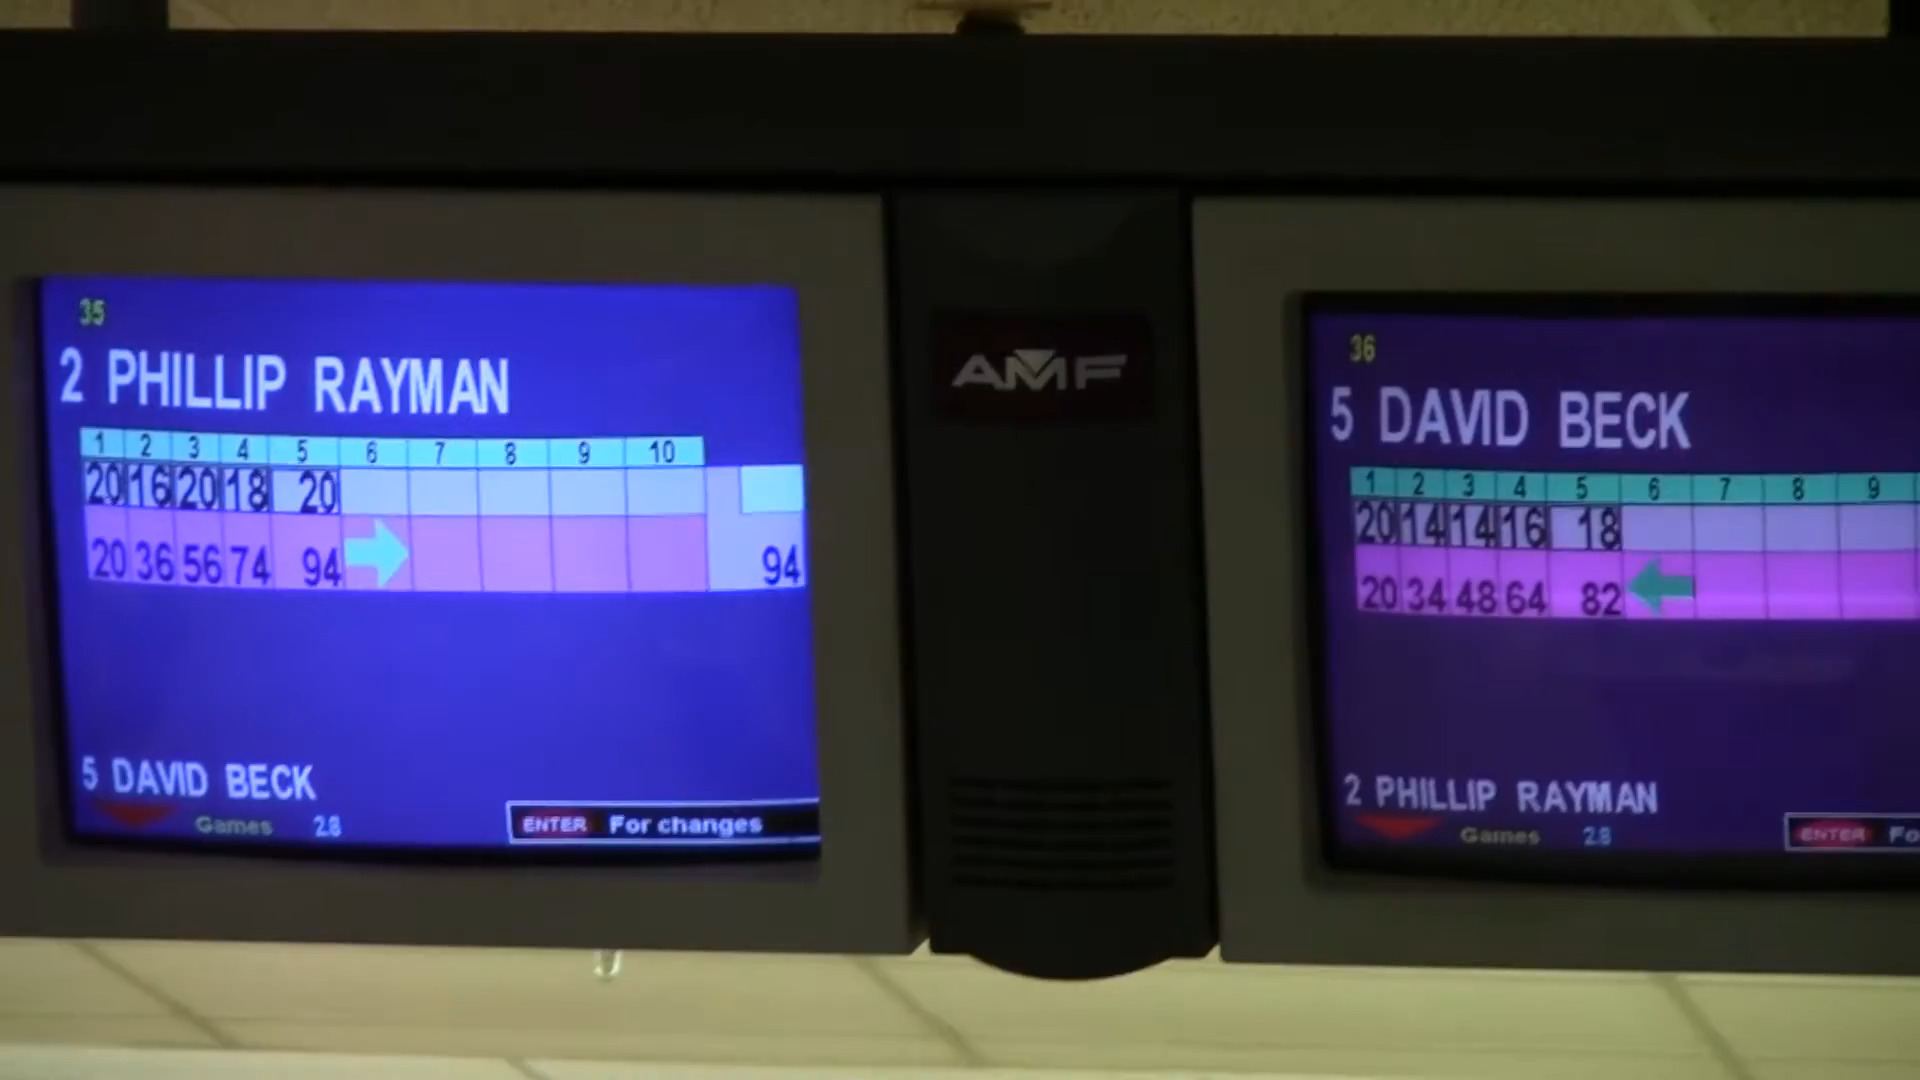 35
2 PHILLIP RAYMAN
1 2 3 4 5 6 7 8 9 10
20 16 20 18 20
20 36 56 74 94 94
5 DAVID BECK
Games 28
ENTER For changes
AMF
36
5 DAVID BECK
1 2 3 4 5 6 7 8 9
20 14 14 16 18
20 34 48 64 82
2 PHILLIP RAYMAN
Games 28
ENTER Fo